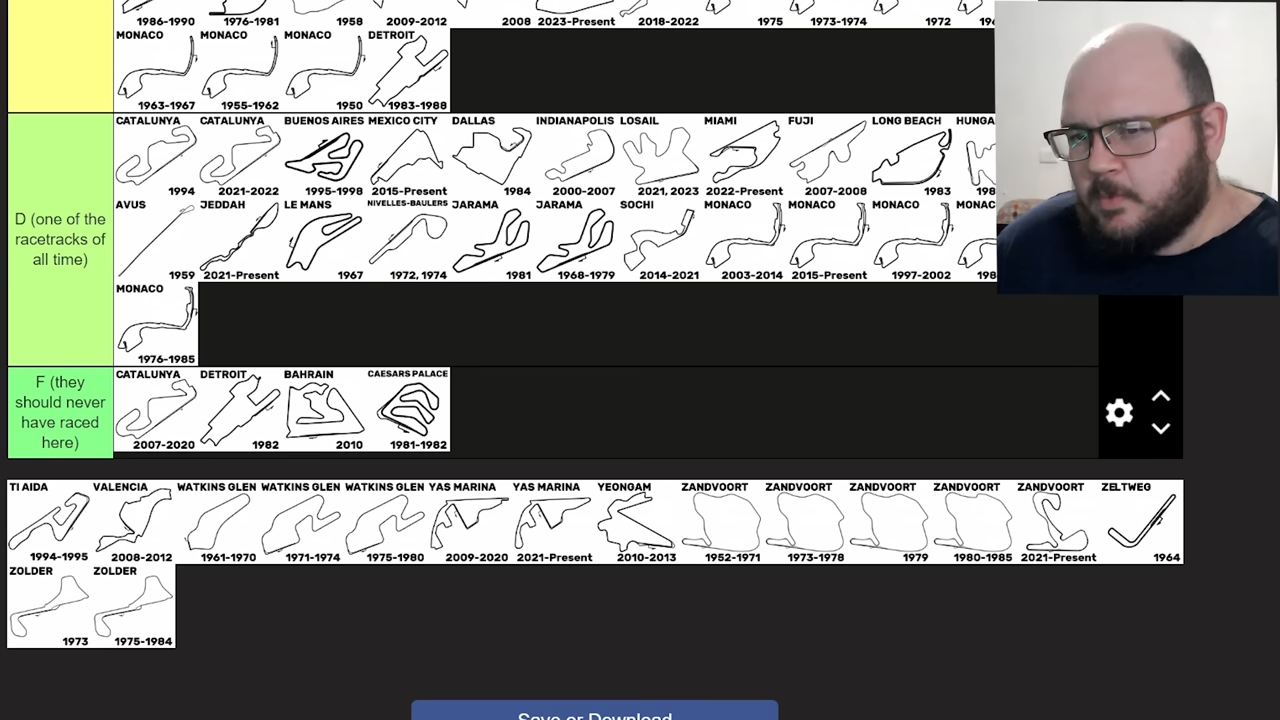 1986-1990 1976-1981 1958 2009-2012 2008 2023-Present 2018-2022 1975 1973-1974 1972
MONACO MONACO MONACO DETROIT
1963-1967 1955-1962 1950 1983-1988
D (one of the racetracks of all time)
CATALUNYA CATALUNYA BUENOS AIRES MEXICO CITY DALLAS INDIANAPOLIS LOSAIL MIAMI FUJI LONG BEACH
1994 2021-2022 1995-1998 2015-Present 1984 2000-2007 2021, 2023 2022-Present 2007-2008 1983
AVUS JEDDAH LE MANS NIVELLES-BAULERS JARAMA JARAMA SOCHI MONACO MONACO MONACO
1959 2021-Present 1967 1972, 1974 1981 1968-1979 2014-2021 2003-2014 2015-Present 1997-2002
MONACO
1976-1985
F (they should never have raced here)
CATALUNYA DETROIT BAHRAIN CAESARS PALACE
2007-2020 1982 2010 1981-1982
TI AIDA VALENCIA WATKINS GLEN WATKINS GLEN WATKINS GLEN YAS MARINA YAS MARINA YEONGAM ZANDVOORT ZANDVOORT ZANDVOORT ZANDVOORT ZANDVOORT ZELTWEG
1994-1995 2008-2012 1961-1970 1971-1974 1975-1980 2009-2020 2021-Present 2010-2013 1952-1971 1973-1978 1979 1980-1985 2021-Present 1964
ZOLDER ZOLDER
1973 1975-1984
Save or Download